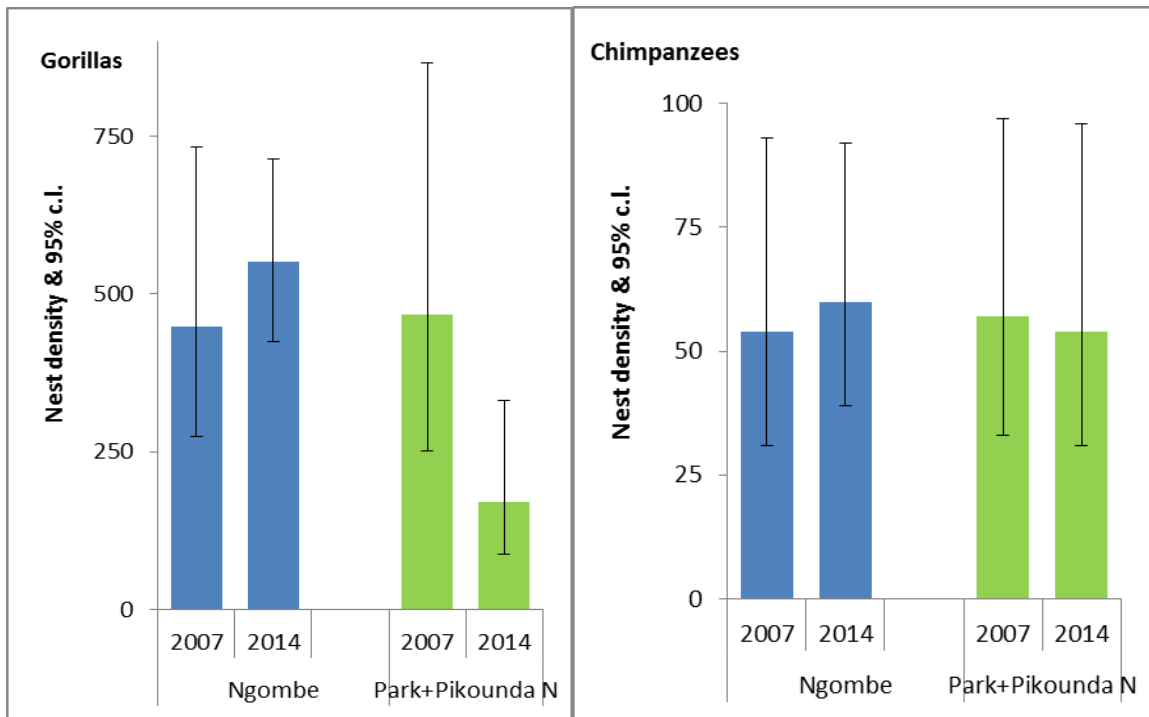 Gorillas
Nest density & 95% c.l.
750
500
250
0
2007 2014 2007 2014
Ngombe Park+Pikounda N
Chimpanzees
Nest density & 95% c.l.
100
75
50
25
0
2007 2014 2007 2014
Ngombe Park+Pikounda N